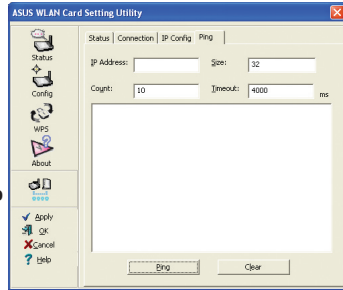 ASUS WLAN Card Setting Utility
Status
Config
WPS
About
Apply
OK
Cancel
Help
Status Connection IP Config Ping
IP Address: Size: 32
Count: 10 Timeout: 4000 ms
Ping Clear